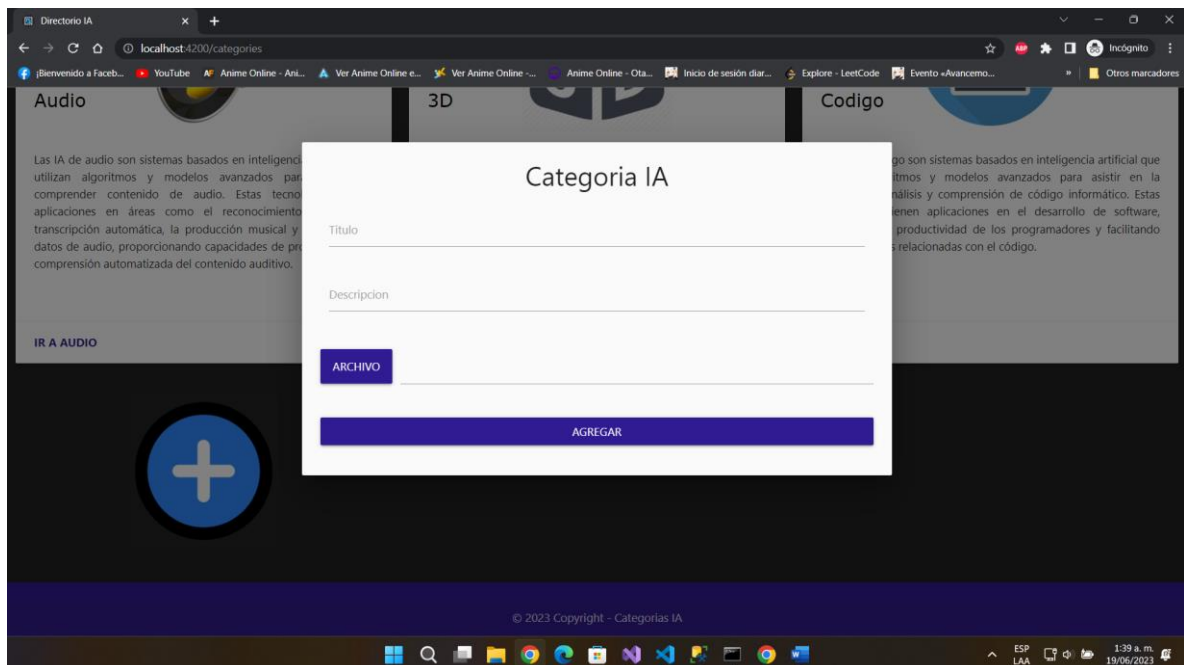 Directorio IA
localhost:4200/categories
Incógnito
¡Bienvenido a Faceb...
YouTube
Anime Online - Ani...
Ver Anime Online e...
Ver Anime Online -...
Anime Online - Ota...
Inicio de sesión diar...
Explore - LeetCode
Evento «Avancemo...
»
Otros marcadores
Audio
3D
Codigo
Las IA de audio son sistemas basados en inteligenci
utilizan algoritmos y modelos avanzados par
comprender contenido de audio. Estas tecno
aplicaciones en áreas como el reconocimiento
transcripción automática, la producción musical y
datos de audio, proporcionando capacidades de pro
comprensión automatizada del contenido auditivo.
IR A AUDIO
Categoria IA
Título
Descripcion
ARCHIVO
AGREGAR
go son sistemas basados en inteligencia artificial que
itmos y modelos avanzados para asistir en la
nálisis y comprensión de código informático. Estas
ienen aplicaciones en el desarrollo de software,
productividad de los programadores y facilitando
s relacionadas con el código.
© 2023 Copyright - Categorias IA
ESP
LAA
1:39 a. m.
19/06/2023